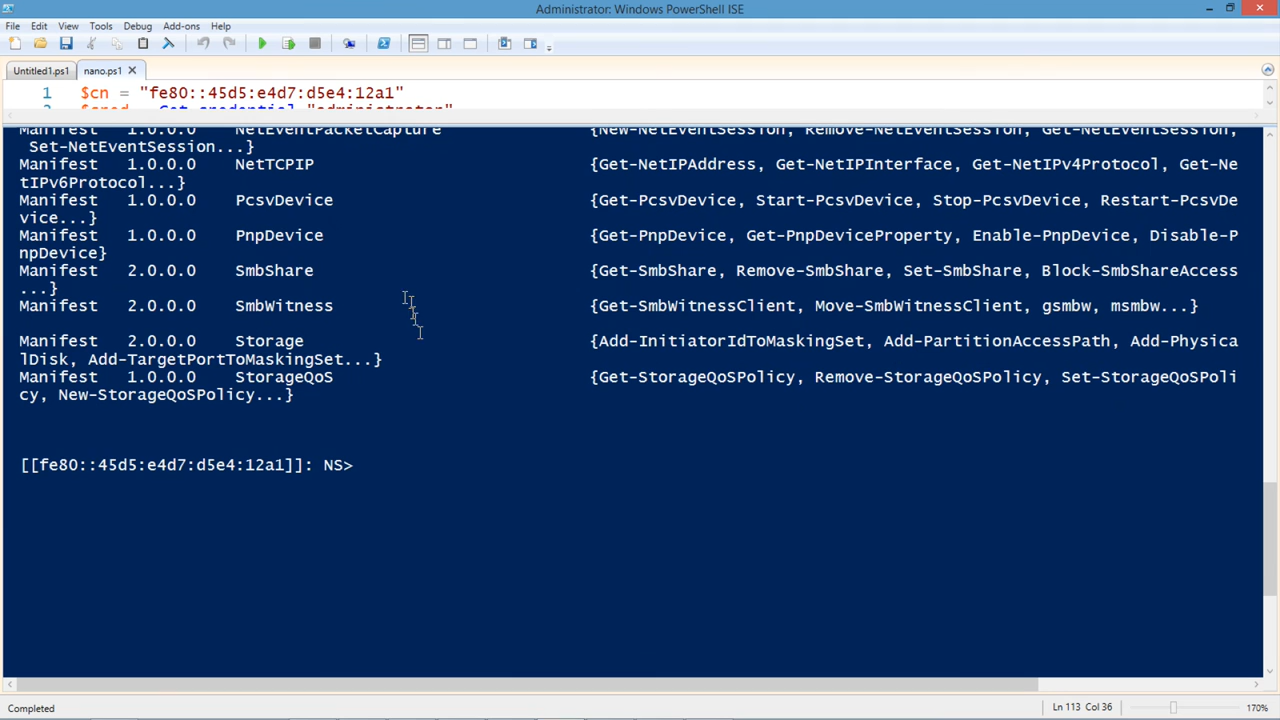 Administrator: Windows PowerShell ISE
File Edit View Tools Debug Add-ons Help
Untitled1.ps1 nano.ps1
1 $cn = "fe80::45d5:e4d7:d5e4:12a1"
Manifest 1.0.0.0 NetEventPacketCapture {New-NetEventSession, Remove-NetEventSession, Get-NetEventSession,
Set-NetEventSession...}
Manifest 1.0.0.0 NetTCPIP {Get-NetIPAddress, Get-NetIPInterface, Get-NetIPv4Protocol, Get-Ne
tIPv6Protocol...}
Manifest 1.0.0.0 PcsvDevice {Get-PcsvDevice, Start-PcsvDevice, Stop-PcsvDevice, Restart-PcsvDe
vice...}
Manifest 1.0.0.0 PnpDevice {Get-PnpDevice, Get-PnpDeviceProperty, Enable-PnpDevice, Disable-P
npDevice}
Manifest 2.0.0.0 SmbShare {Get-SmbShare, Remove-SmbShare, Set-SmbShare, Block-SmbShareAccess
...}
Manifest 2.0.0.0 SmbWitness {Get-SmbWitnessClient, Move-SmbWitnessClient, gsmbw, msmbw...}
Manifest 2.0.0.0 Storage {Add-InitiatorIdToMaskingSet, Add-PartitionAccessPath, Add-Physica
lDisk, Add-TargetPortToMaskingSet...}
Manifest 1.0.0.0 StorageQoS {Get-StorageQoSPolicy, Remove-StorageQoSPolicy, Set-StorageQoSPoli
cy, New-StorageQoSPolicy...}
[[fe80::45d5:e4d7:d5e4:12a1]]: NS>
Completed Ln 113 Col 36 170%